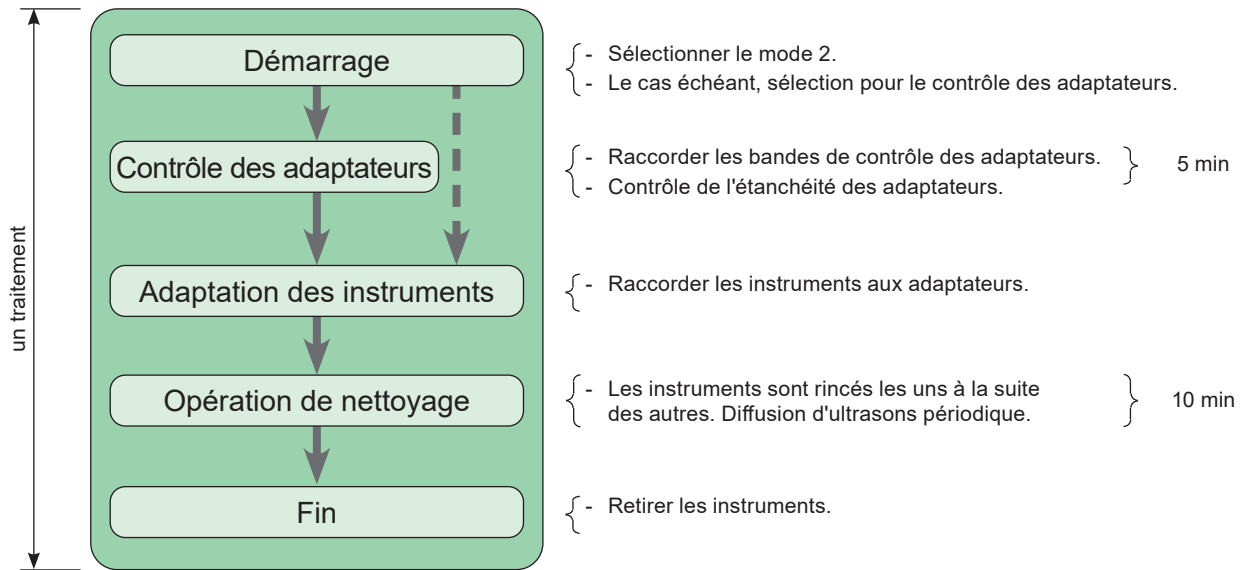 un traitement
Démarrage
- Sélectionner le mode 2.
- Le cas échéant, sélection pour le contrôle des adaptateurs.
Contrôle des adaptateurs
- Raccorder les bandes de contrôle des adaptateurs.
- Contrôle de l'étanchéité des adaptateurs.
5 min
Adaptation des instruments
- Raccorder les instruments aux adaptateurs.
Opération de nettoyage
- Les instruments sont rincés les uns à la suite
des autres. Diffusion d'ultrasons périodique.
10 min
Fin
- Retirer les instruments.